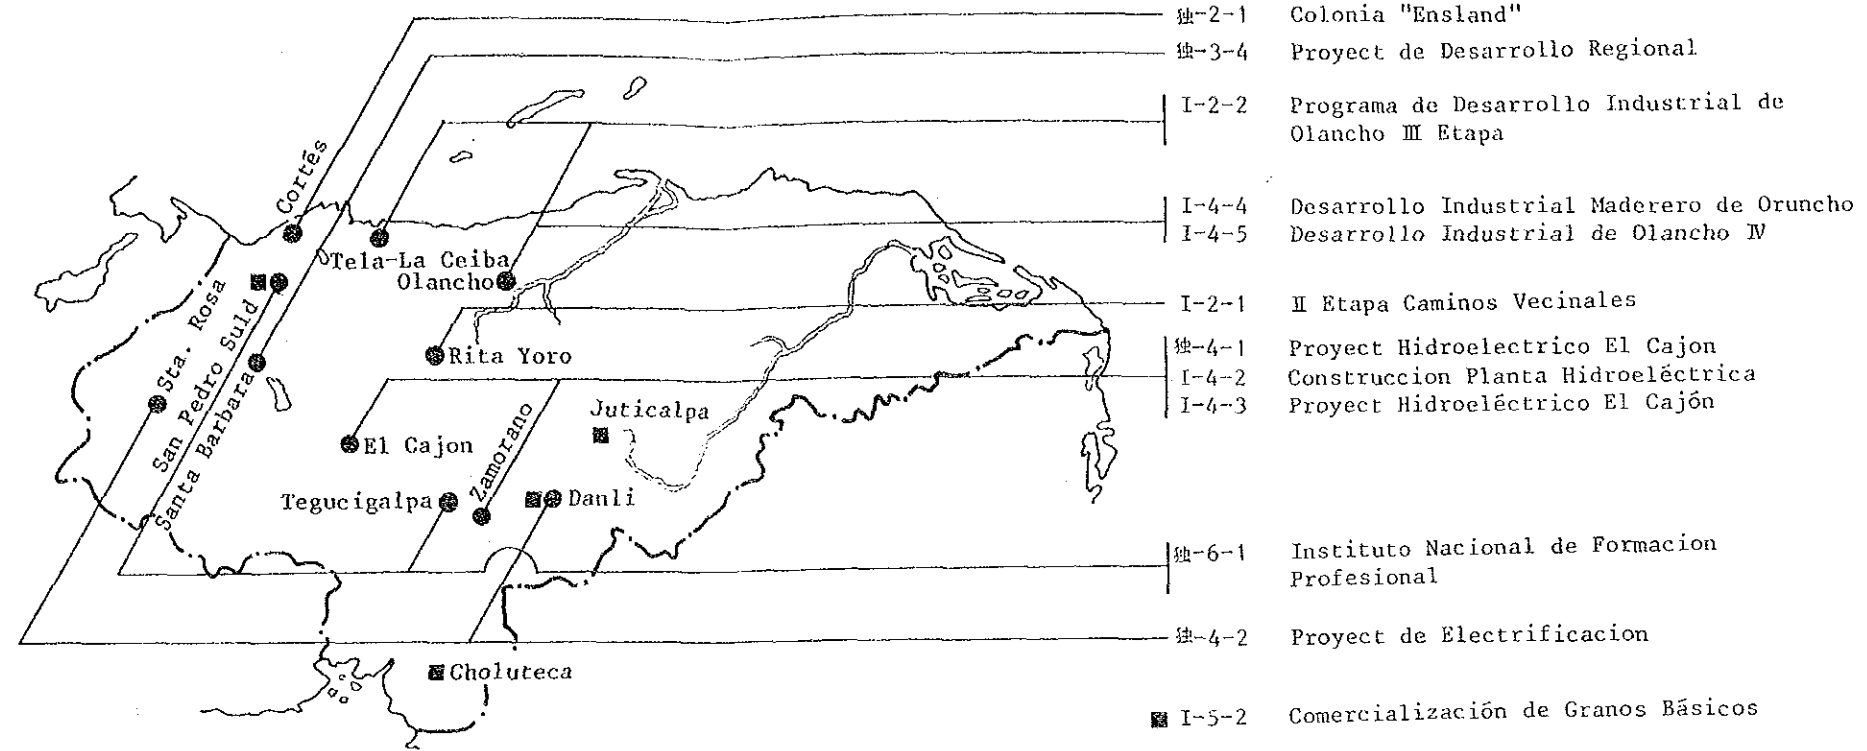 独-2-1 Colonia "Ensland"
独-3-4 Proyect de Desarrollo Regional
I-2-2 Programa de Desarrollo Industrial de
Olancho Ⅲ Etapa
I-4-4 Desarrollo Industrial Maderero de Oruncho
I-4-5 Desarrollo Industrial de Olancho Ⅳ
I-2-1 Ⅱ Etapa Caminos Vecinales
独-4-1 Proyect Hidroelectrico El Cajon
I-4-2 Construccion Planta Hidroeléctrica
I-4-3 Proyect Hidroeléctrico El Cajón
独-6-1 Instituto Nacional de Formacion
Profesional
独-4-2 Proyect de Electrificacion
I-5-2 Comercialización de Granos Básicos
Cortés
Tela-La Ceiba
Olancho
Sta. Rosa
San Pedro Suld
Santa Barbara
Rita Yoro
El Cajon
Zamorano
Juticalpa
Tegucigalpa
Danli
Choluteca